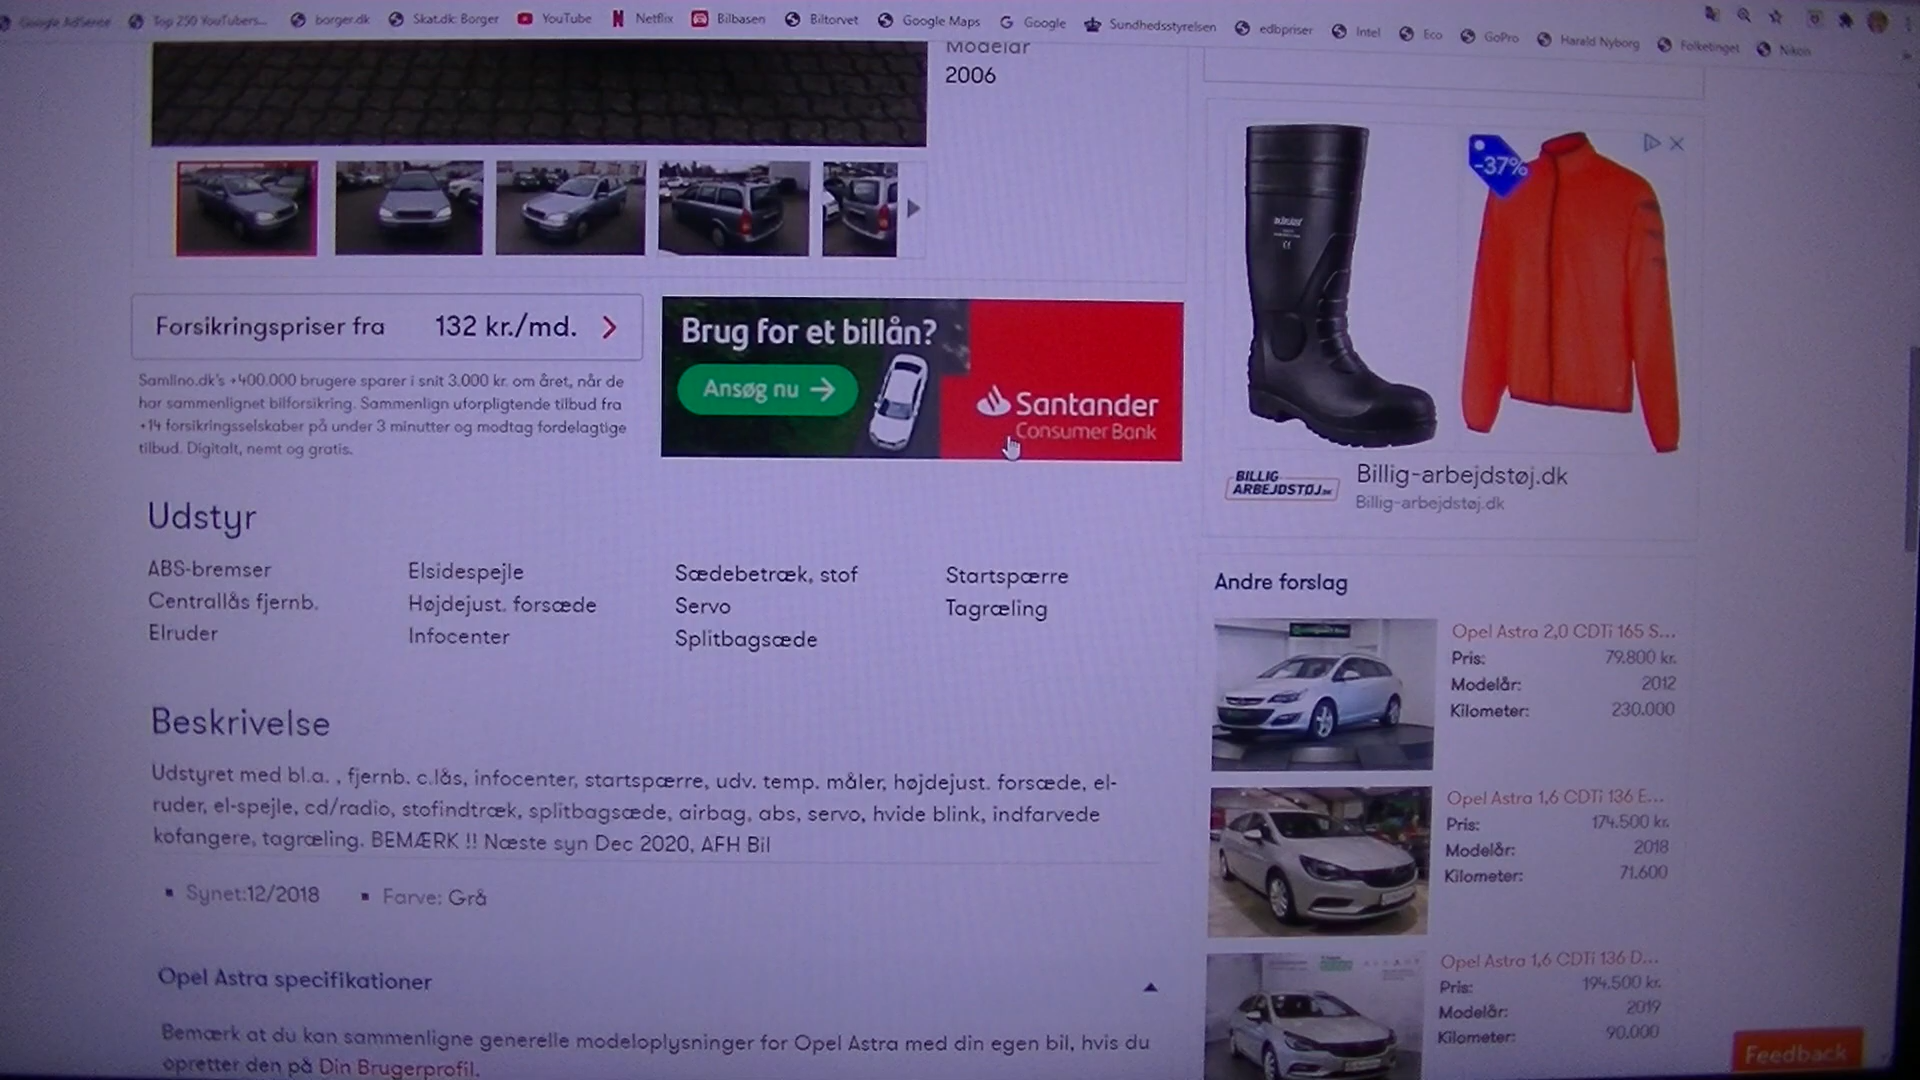 Google AdSense
Top 250 YouTubers...
borger.dk
Skat.dk: Borger
YouTube
Netflix
Bilbasen
Biltorvet
Google Maps
Google
Sundhedsstyrelsen
edbpriser
Intel
Eco
GoPro
Harald Nyborg
Folketinget
Nikon
Modelår
2006
Forsikringspriser fra 132 kr./md.
Samlino.dk's +400.000 brugere sparer i snit 3.000 kr. om året, når de
har sammenlignet bilforsikring. Sammenlign uforpligtende tilbud fra
+14 forsikringsselskaber på under 3 minutter og modtag fordelagtige
tilbud. Digitalt, nemt og gratis.
Brug for et billån?
Ansøg nu →
Santander
Consumer Bank
-37%
BILLIG
ARBEJDSTØJ.DK
Billig-arbejdstøj.dk
Billig-arbejdstøj.dk
Udstyr
ABS-bremser
Centrallås fjernb.
Elruder
Elsidespejle
Højdejust. forsæde
Infocenter
Sædebetræk, stof
Servo
Splitbagsæde
Startspærre
Tagræling
Beskrivelse
Udstyret med bl.a. , fjernb. c.lås, infocenter, startspærre, udv. temp. måler, højdejust. forsæde, el-
ruder, el-spejle, cd/radio, stofindtræk, splitbagsæde, airbag, abs, servo, hvide blink, indfarvede
kofangere, tagræling. BEMÆRK !! Næste syn Dec 2020, AFH Bil
Synet:12/2018
Farve: Grå
Opel Astra specifikationer
Bemærk at du kan sammenligne generelle modeloplysninger for Opel Astra med din egen bil, hvis du
opretter den på Din Brugerprofil.
Andre forslag
Opel Astra 2,0 CDTi 165 S...
Pris: 79.800 kr.
Modelår: 2012
Kilometer: 230.000
Opel Astra 1,6 CDTi 136 E...
Pris: 174.500 kr.
Modelår: 2018
Kilometer: 71.600
Opel Astra 1,6 CDTi 136 D...
Pris: 194.500 kr.
Modelår: 2019
Kilometer: 90.000
Feedback